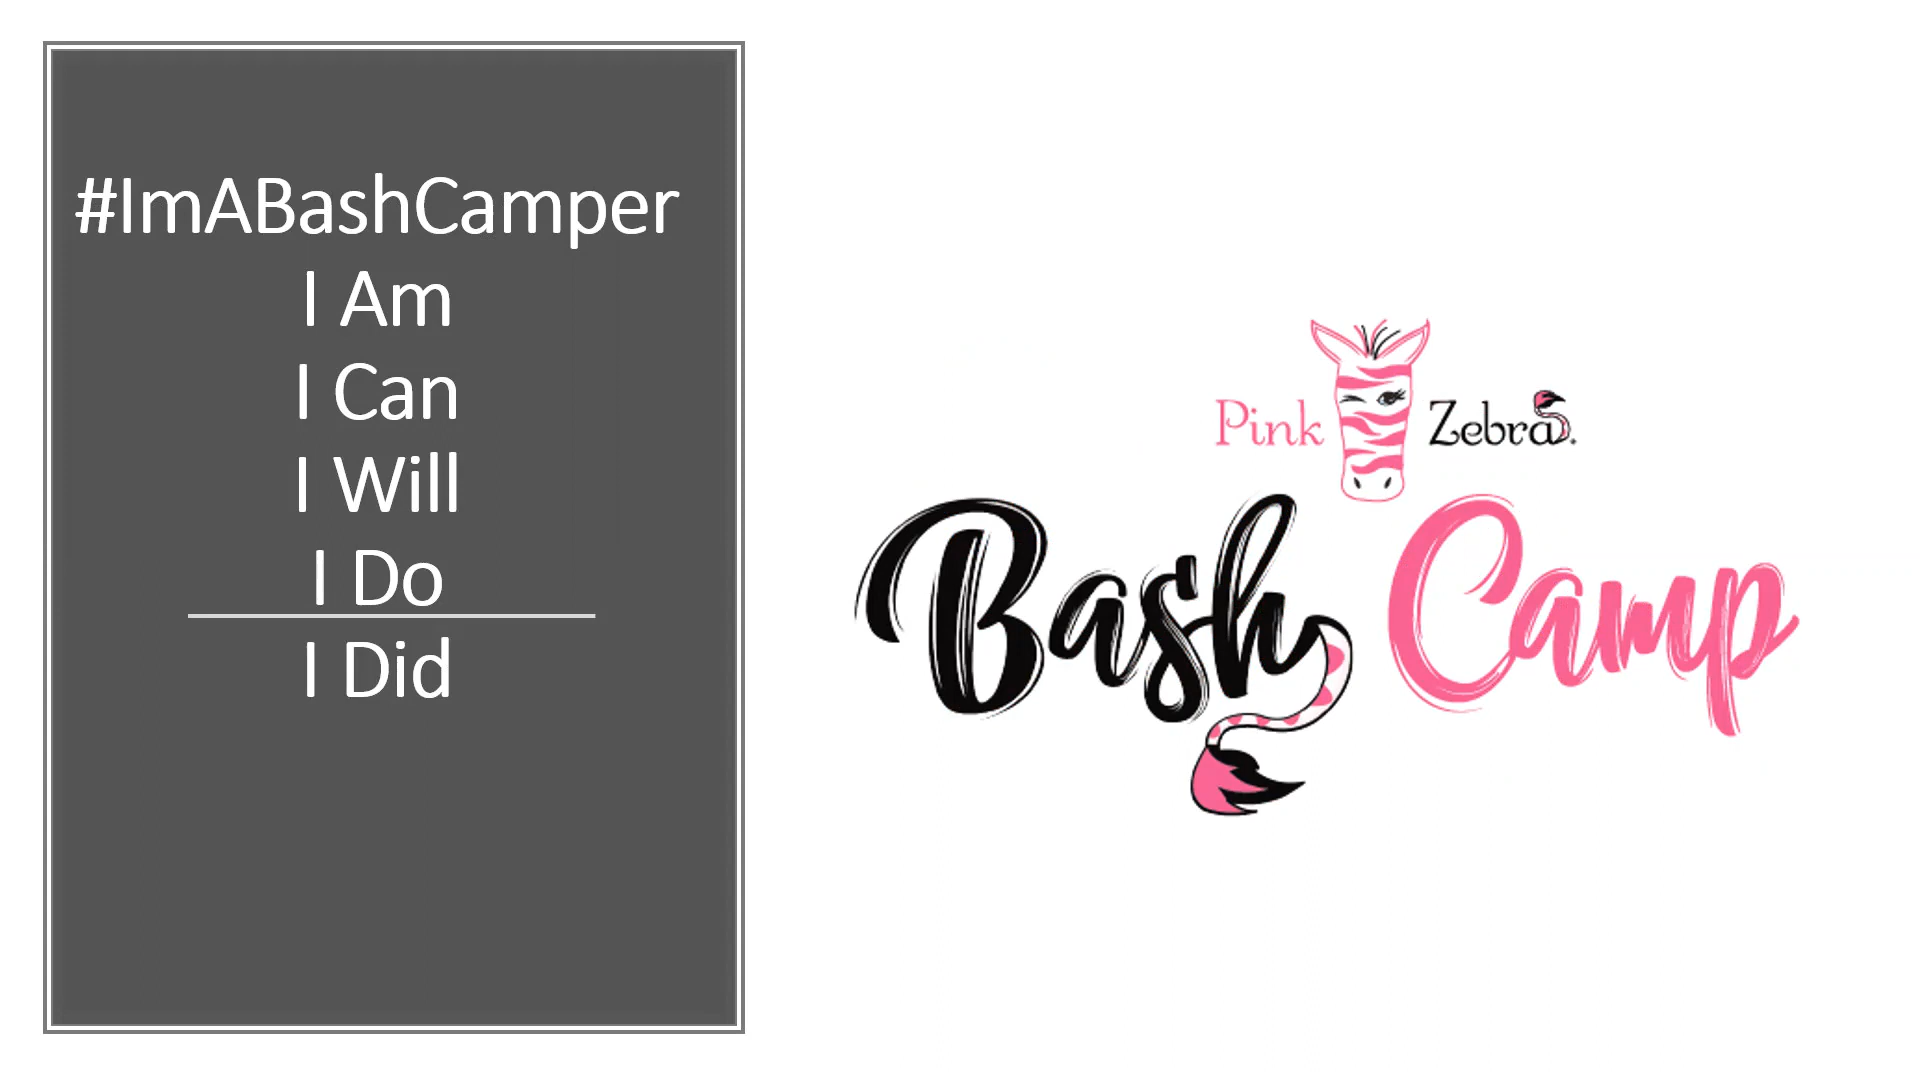 #ImABashCamper
I Am
I Can
I Will
I Do
I Did
Pink Zebra.
Bash Camp